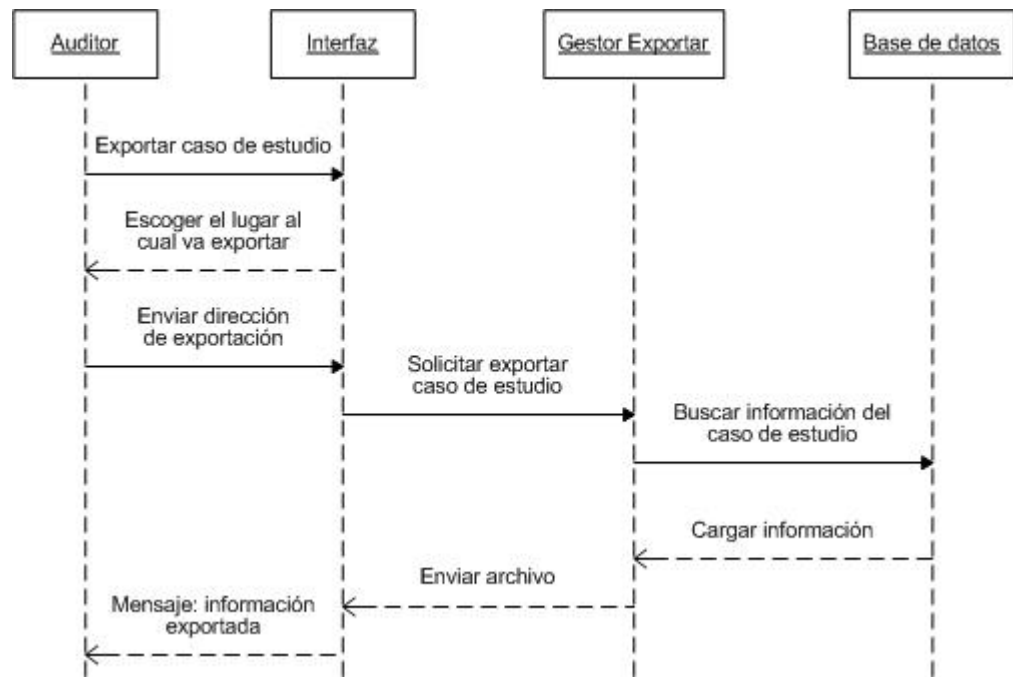 Auditor
Interfaz
Gestor Exportar
Base de datos
Exportar caso de estudio
Escoger el lugar al
cual va exportar
Enviar dirección
de exportación
Solicitar exportar
caso de estudio
Buscar información del
caso de estudio
Cargar información
Enviar archivo
Mensaje: información
exportada